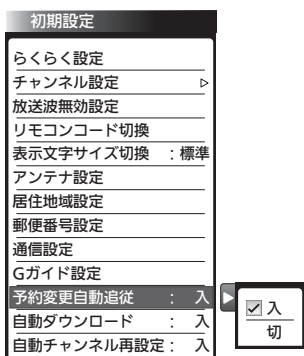 初期設定
らくらく設定
チャンネル設定
放送波無効設定
リモコンコード切換
表示文字サイズ切換 : 標準
アンテナ設定
居住地域設定
郵便番号設定
通信設定
Gガイド設定
予約変更自動追従 : 入
自動ダウンロード : 入
自動チャンネル再設定 : 入
入
切